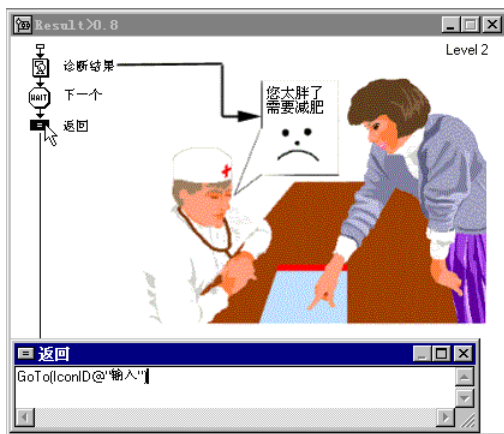 Result>0.8
Level 2
诊断结果
WAIT
下一个
返回
您太胖了
需要减肥
返回
GoTo(IconID@"输入")